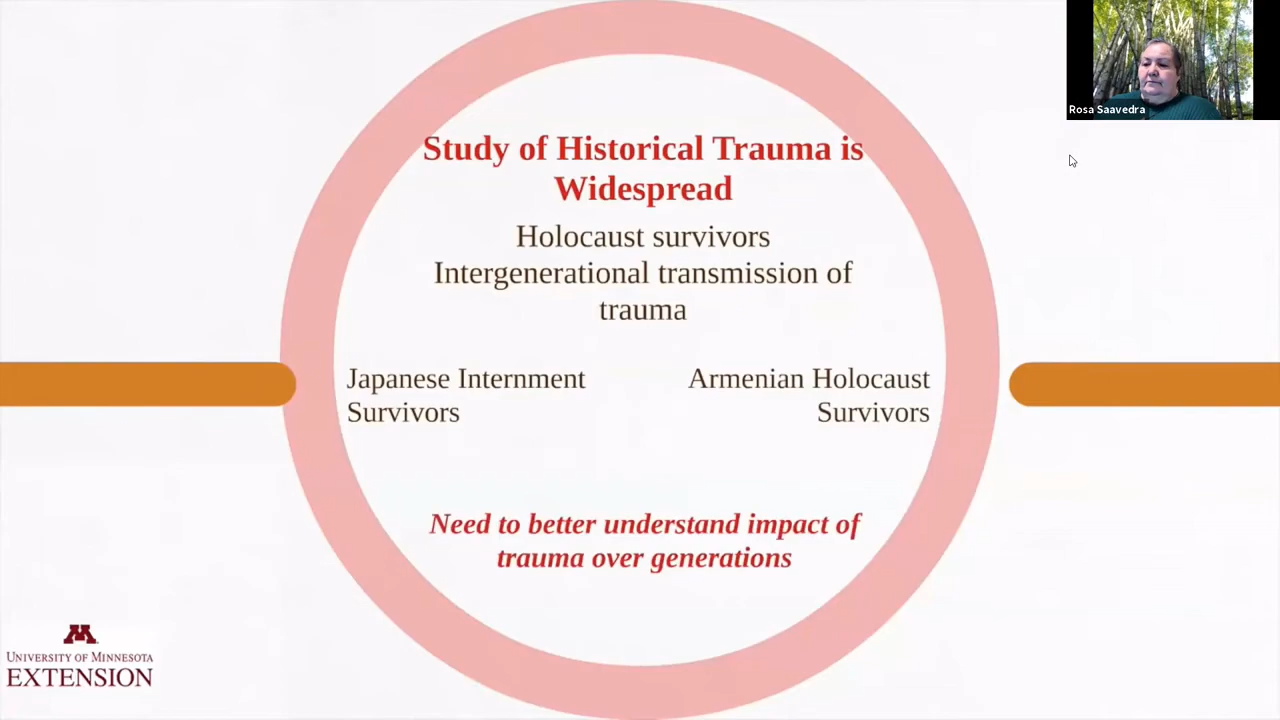 Rosa Saavedra
Study of Historical Trauma is
Widespread
Holocaust survivors
Intergenerational transmission of
trauma
Japanese Internment
Survivors
Armenian Holocaust
Survivors
Need to better understand impact of
trauma over generations
M
UNIVERSITY OF MINNESOTA
EXTENSION